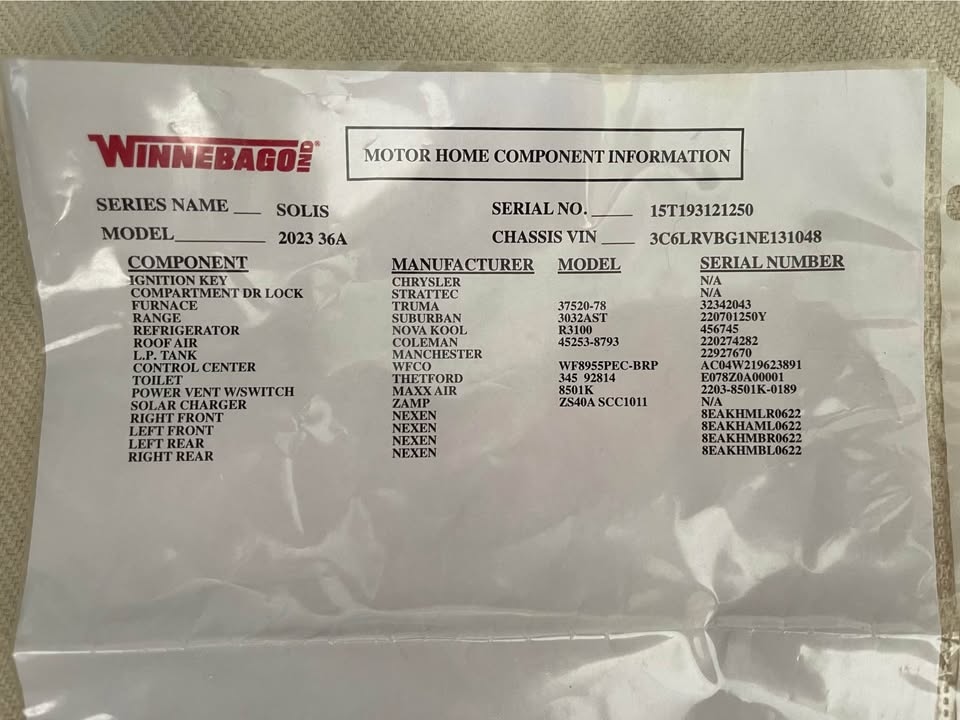 WINNEBAGO IND ®
MOTOR HOME COMPONENT INFORMATION
SERIES NAME ___ SOLIS
SERIAL NO. _____ 15T193121250
MODEL___________ 2023 36A
CHASSIS VIN ____ 3C6LRVBG1NE131048
COMPONENT MANUFACTURER MODEL SERIAL NUMBER
IGNITION KEY CHRYSLER N/A
COMPARTMENT DR LOCK STRATTEC N/A
FURNACE TRUMA 37520-78 32342043
RANGE SUBURBAN 3032AST 220701250Y
REFRIGERATOR NOVA KOOL R3100 456745
ROOF AIR COLEMAN 45253-8793 220274282
L.P. TANK MANCHESTER 22927670
CONTROL CENTER WFCO WF8955PEC-BRP AC04W219623891
TOILET THETFORD 345 92814 E078Z0A00001
POWER VENT W/SWITCH MAXX AIR 8501K 2203-8501K-0189
SOLAR CHARGER ZAMP ZS40A SCC1011 N/A
RIGHT FRONT NEXEN 8EAKHMLR0622
LEFT FRONT NEXEN 8EAKHAML0622
LEFT REAR NEXEN 8EAKHMBR0622
RIGHT REAR NEXEN 8EAKHMBL0622